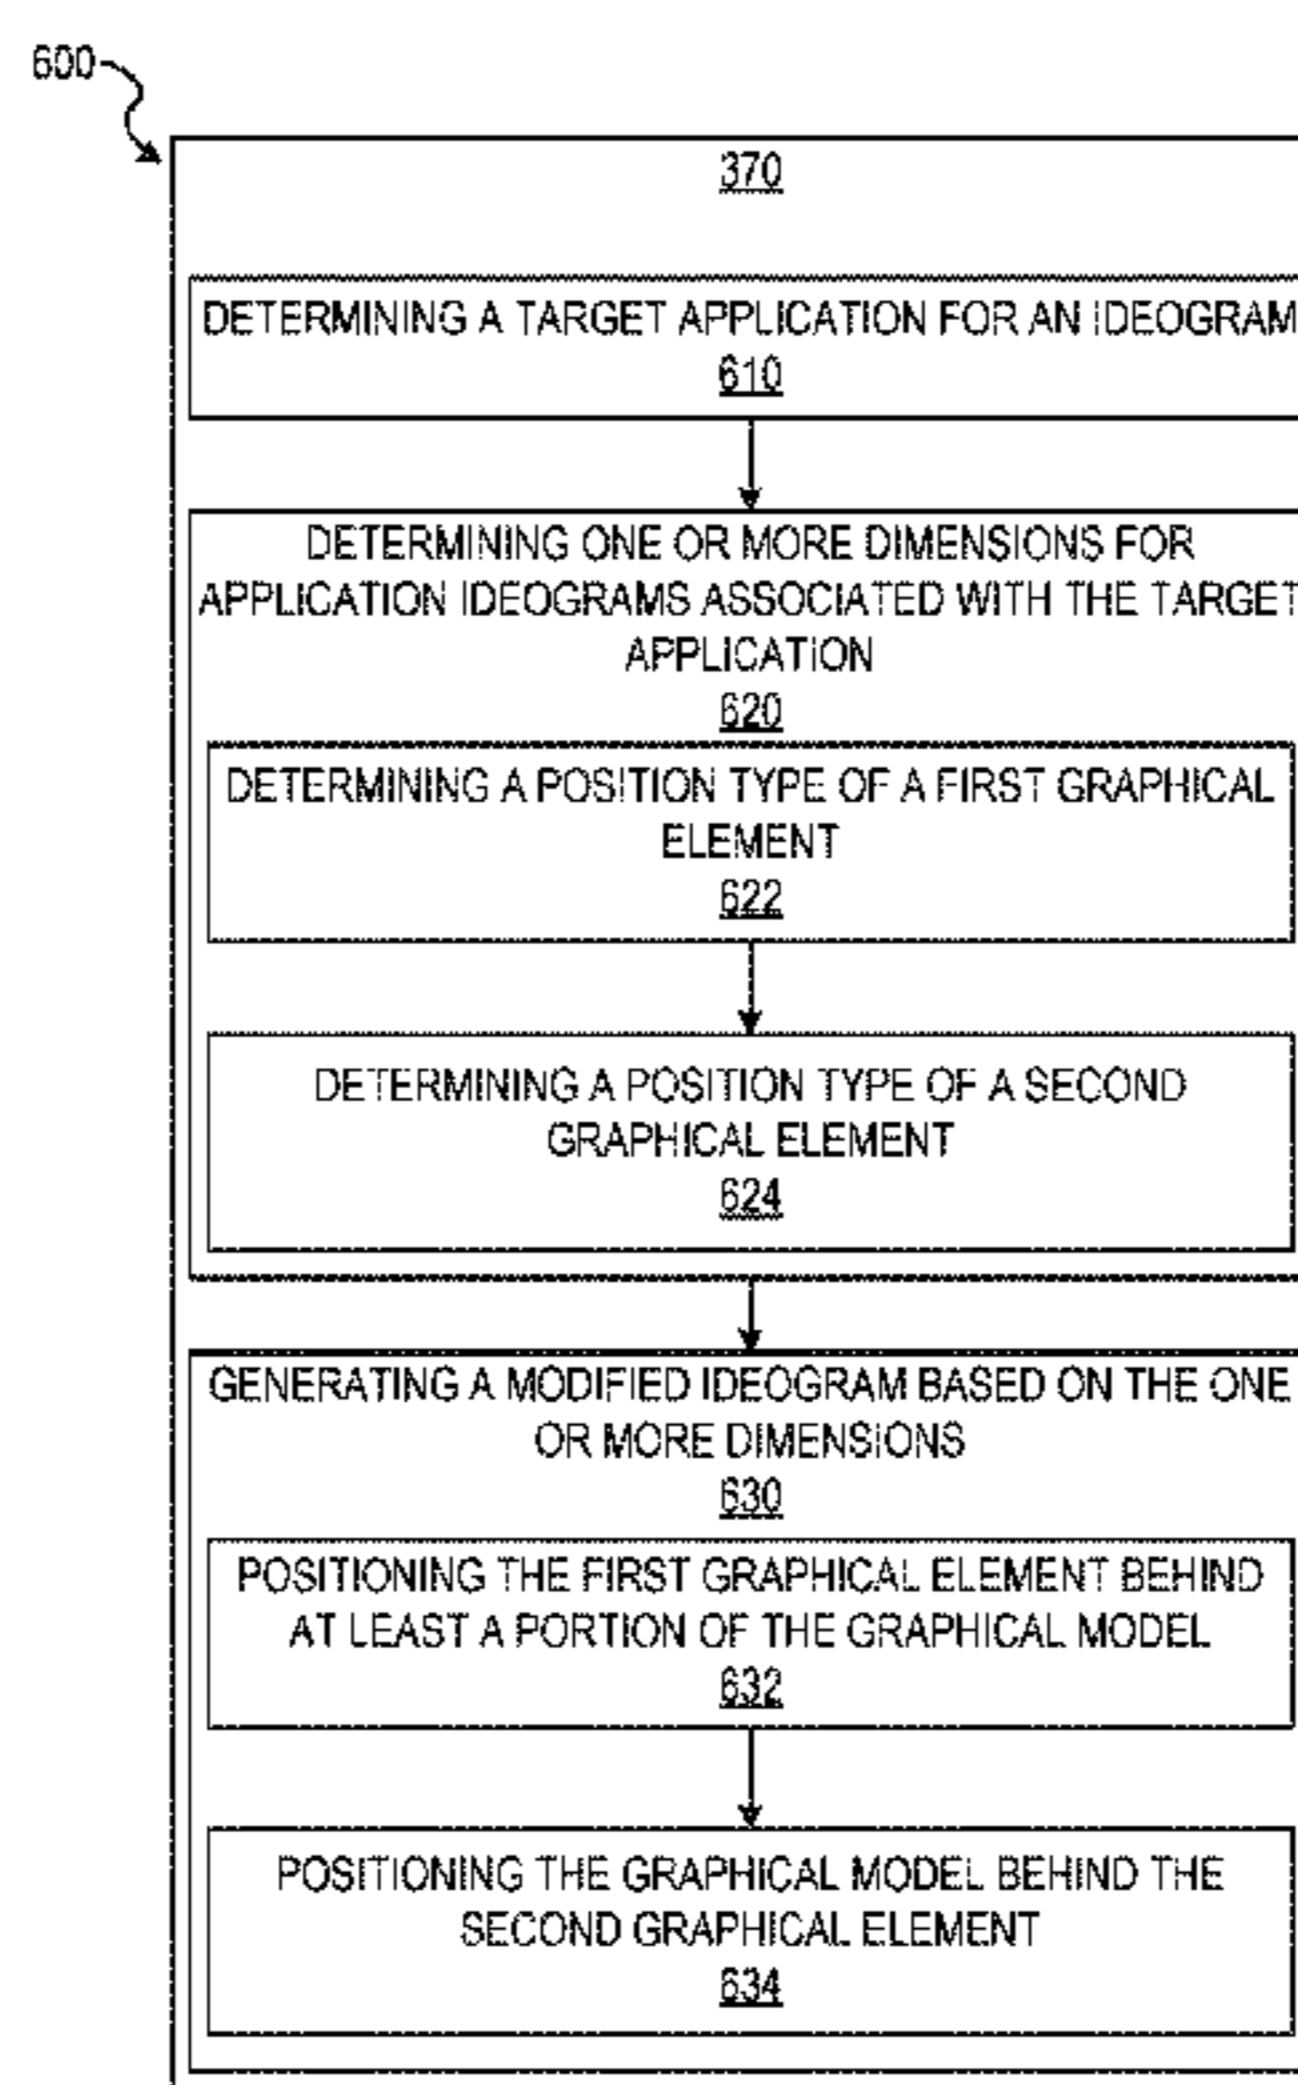 600
370
DETERMINING A TARGET APPLICATION FOR AN IDEOGRAM
610
DETERMINING ONE OR MORE DIMENSIONS FOR
APPLICATION IDEOGRAMS ASSOCIATED WITH THE TARGET
APPLICATION
620
DETERMINING A POSITION TYPE OF A FIRST GRAPHICAL
ELEMENT
622
DETERMINING A POSITION TYPE OF A SECOND
GRAPHICAL ELEMENT
624
GENERATING A MODIFIED IDEOGRAM BASED ON THE ONE
OR MORE DIMENSIONS
630
POSITIONING THE FIRST GRAPHICAL ELEMENT BEHIND
AT LEAST A PORTION OF THE GRAPHICAL MODEL
632
POSITIONING THE GRAPHICAL MODEL BEHIND THE
SECOND GRAPHICAL ELEMENT
634